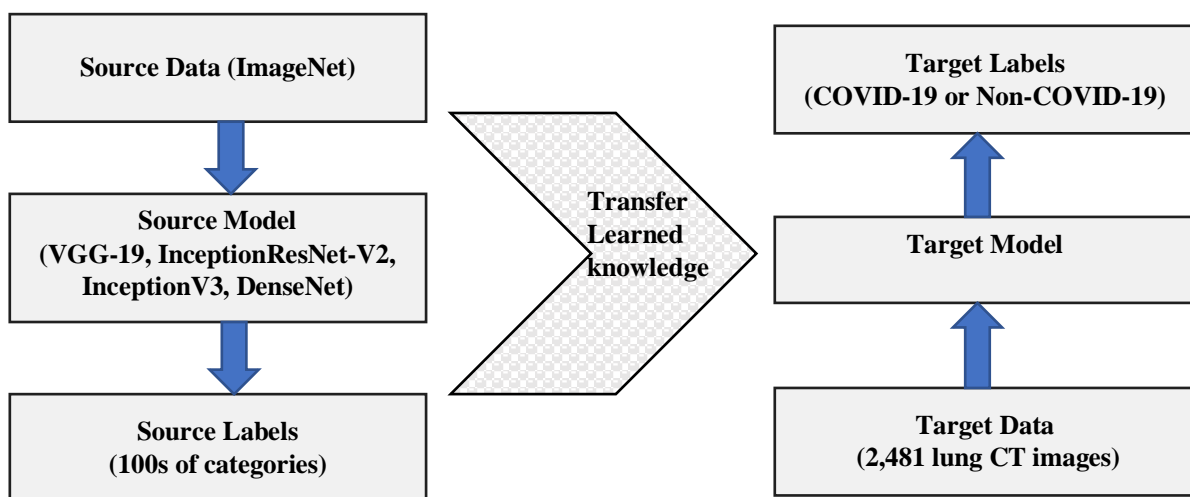 Source Data (ImageNet)
Source Model
(VGG-19, InceptionResNet-V2,
InceptionV3, DenseNet)
Source Labels
(100s of categories)
Transfer
Learned
knowledge
Target Labels
(COVID-19 or Non-COVID-19)
Target Model
Target Data
(2,481 lung CT images)